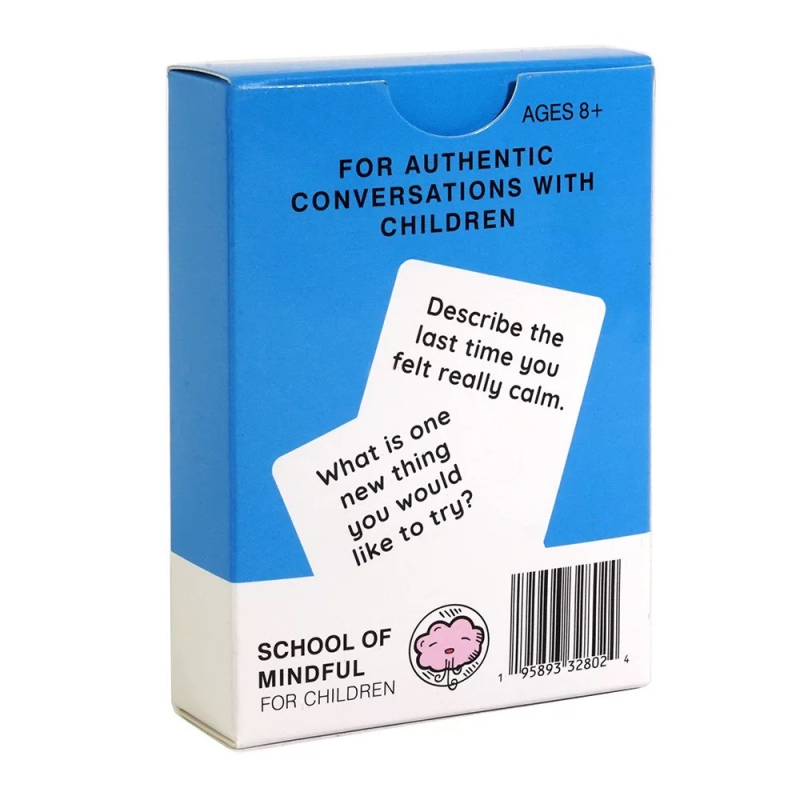 AGES 8+
FOR AUTHENTIC
CONVERSATIONS WITH
CHILDREN
Describe the
last time you
felt really calm.
What is one
new thing
you would
like to try?
SCHOOL OF
MINDFUL
FOR CHILDREN
1 95893 32802 4